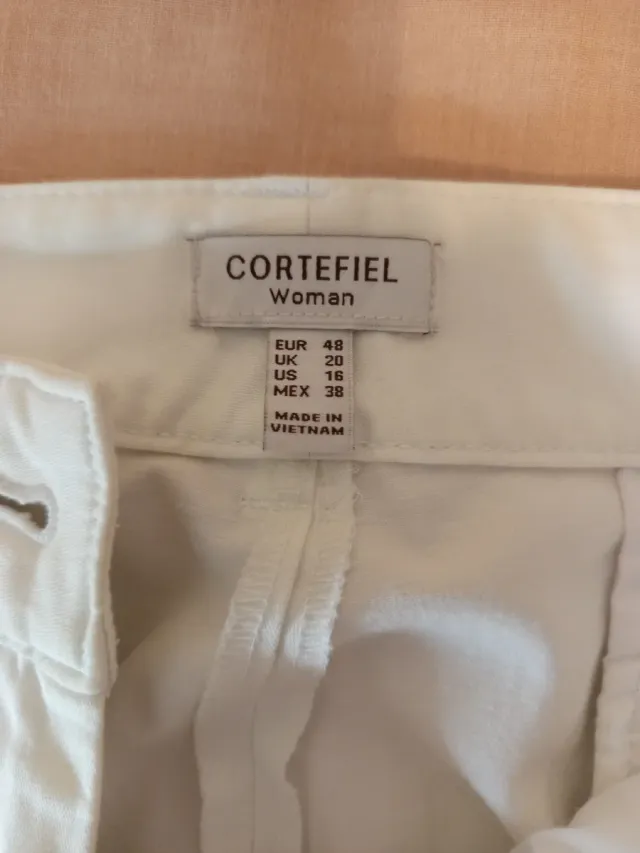 CORTEFIEL
Woman
EUR 48
UK 20
US 16
MEX 38
MADE IN
VIETNAM